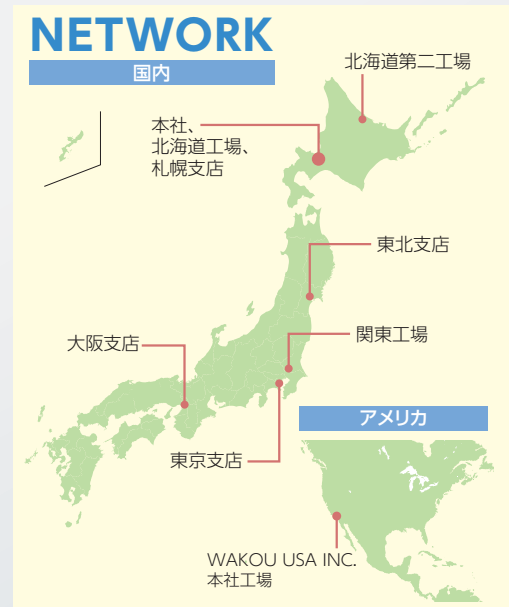 NETWORK
国内
北海道第二工場
本社、
北海道工場、
札幌支店
東北支店
関東工場
大阪支店
東京支店
アメリカ
WAKOU USA INC.
本社工場